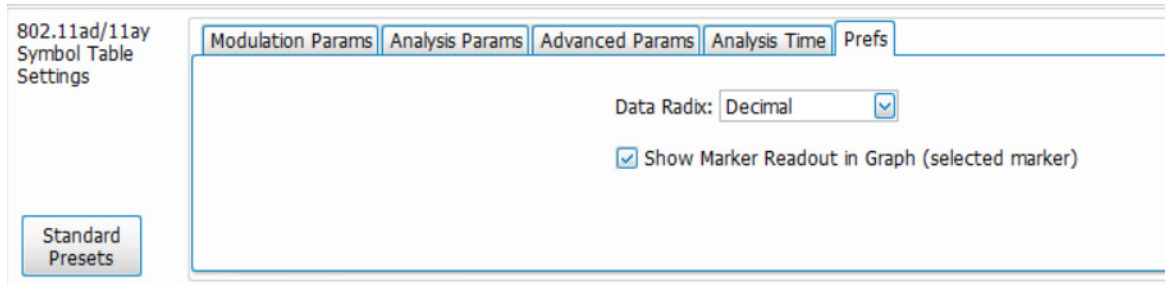 802.11ad/11ay
Symbol Table
Settings
Modulation Params Analysis Params Advanced Params Analysis Time Prefs
Data Radix: Decimal
Show Marker Readout in Graph (selected marker)
Standard
Presets